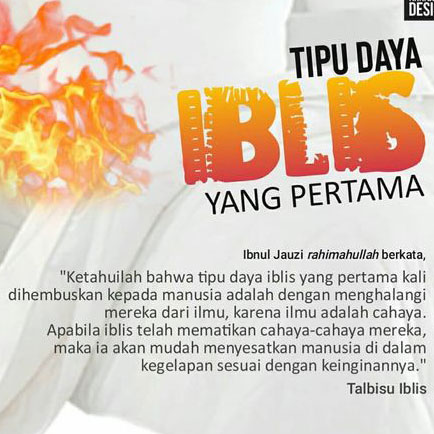 DESI
TIPU DAYA
IBLIS
YANG PERTAMA
Ibnul Jauzi rahimahullah berkata,
"Ketahuilah bahwa tipu daya iblis yang pertama kali
dihembuskan kepada manusia adalah dengan menghalangi
mereka dari ilmu, karena ilmu adalah cahaya.
Apabila iblis telah mematikan cahaya-cahaya mereka,
maka ia akan mudah menyesatkan manusia di dalam
kegelapan sesuai dengan keinginannya."
Talbisu Iblis